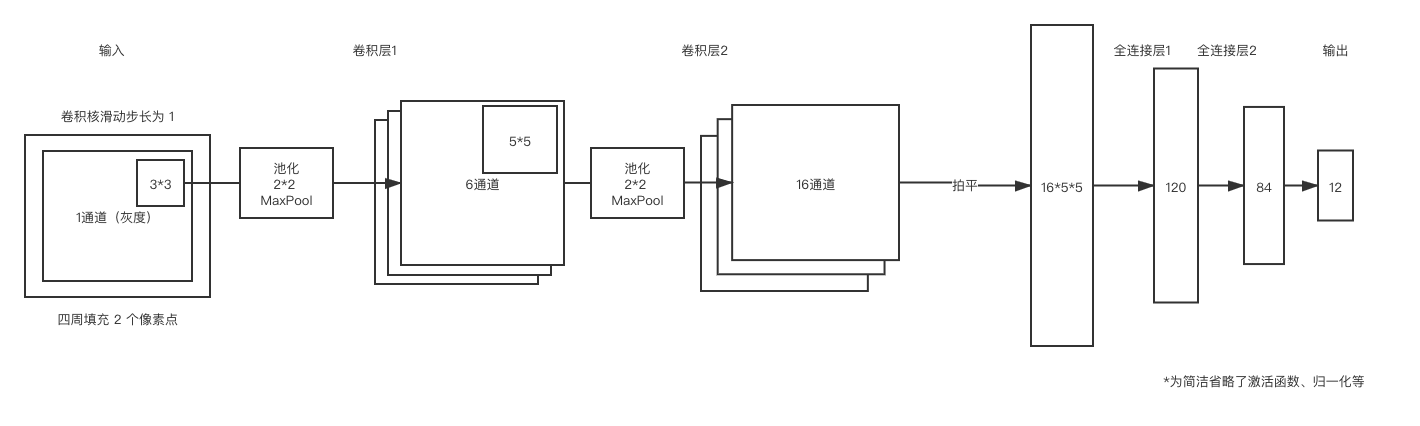 输入
卷积层1
卷积层2
全连接层1
全连接层2
输出
卷积核滑动步长为 1
3*3
1通道（灰度）
四周填充 2 个像素点
池化
2*2
MaxPool
5*5
6通道
池化
2*2
MaxPool
16通道
拍平
16*5*5
120
84
12
*为简洁省略了激活函数、归一化等